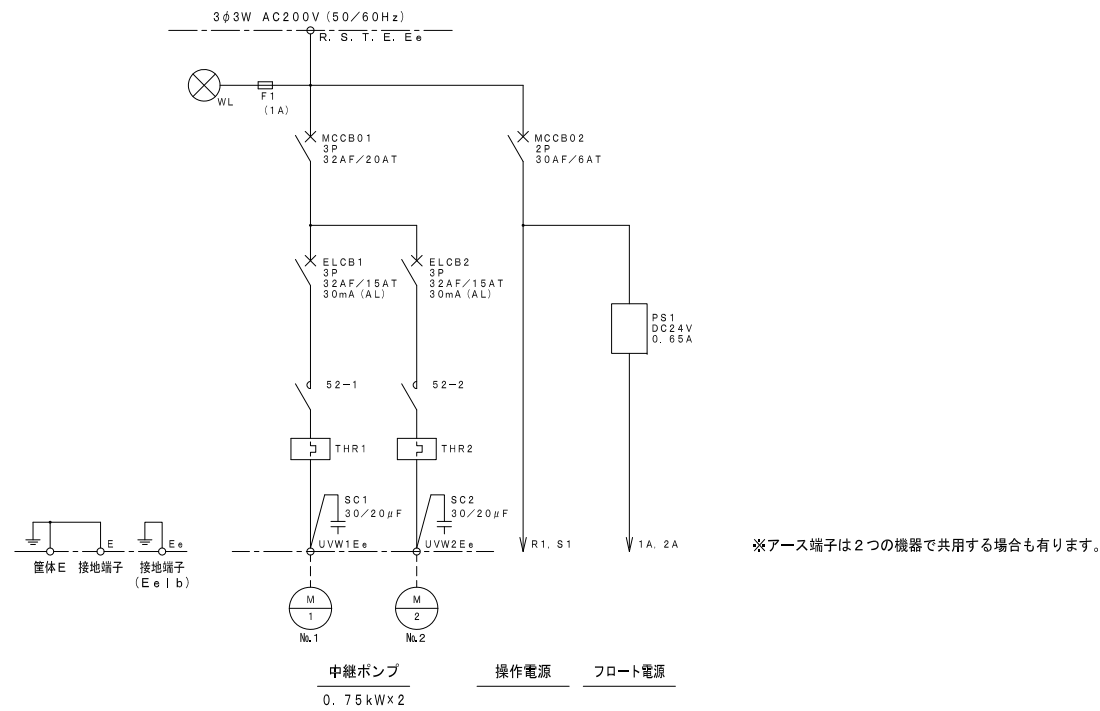 3φ3W AC200V(50/60Hz)
R. S. T. E. Ee
WL
F1
(1A)
MCCB01
3P
32AF/20AT
MCCB02
2P
30AF/6AT
ELCB1
3P
32AF/15AT
30mA(AL)
ELCB2
3P
32AF/15AT
30mA(AL)
PS1
DC24V
0.65A
52-1
52-2
THR1
THR2
SC1
30/20μF
SC2
30/20μF
E
Ee
UVW1Ee
UVW2Ee
R1, S1
1A, 2A
※アース端子は2つの機器で共用する場合も有ります。
筐体E
接地端子
接地端子
(Eelb)
M
1
M
2
№1
№2
中継ポンプ
0.75kW×2
操作電源
フロート電源